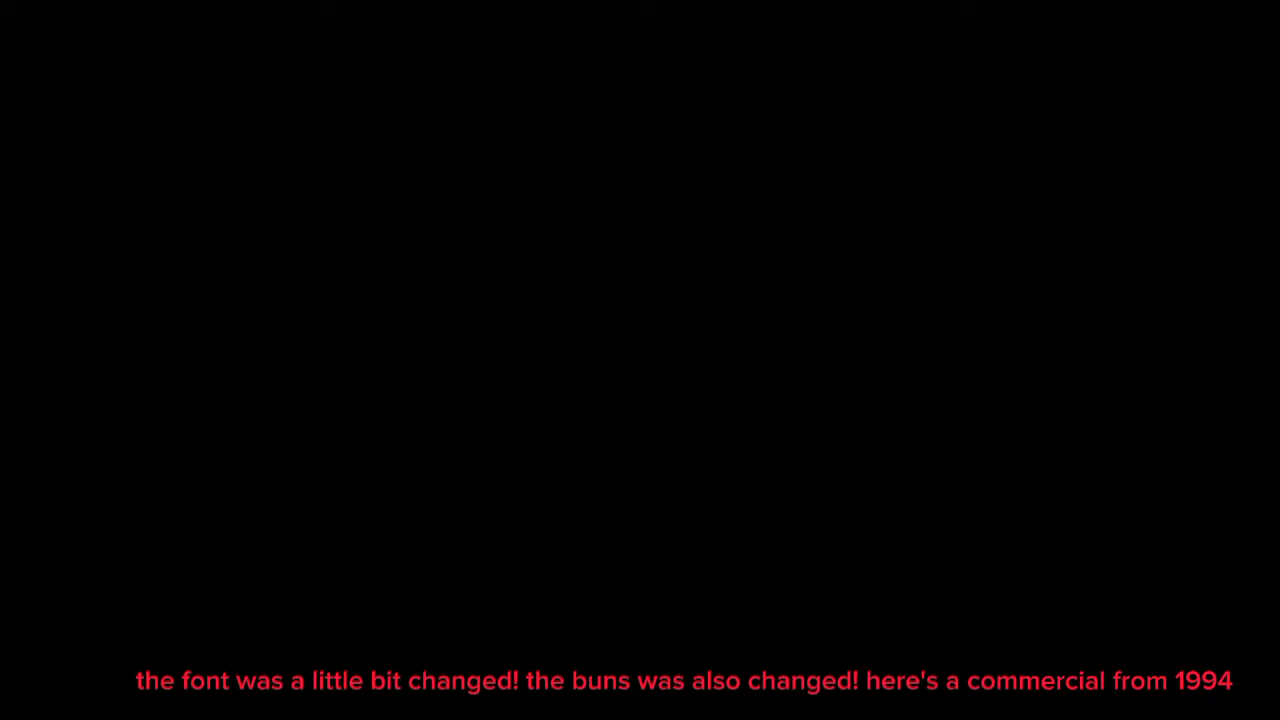 the font was a little bit changed! the buns was also changed! here's a commercial from 1994